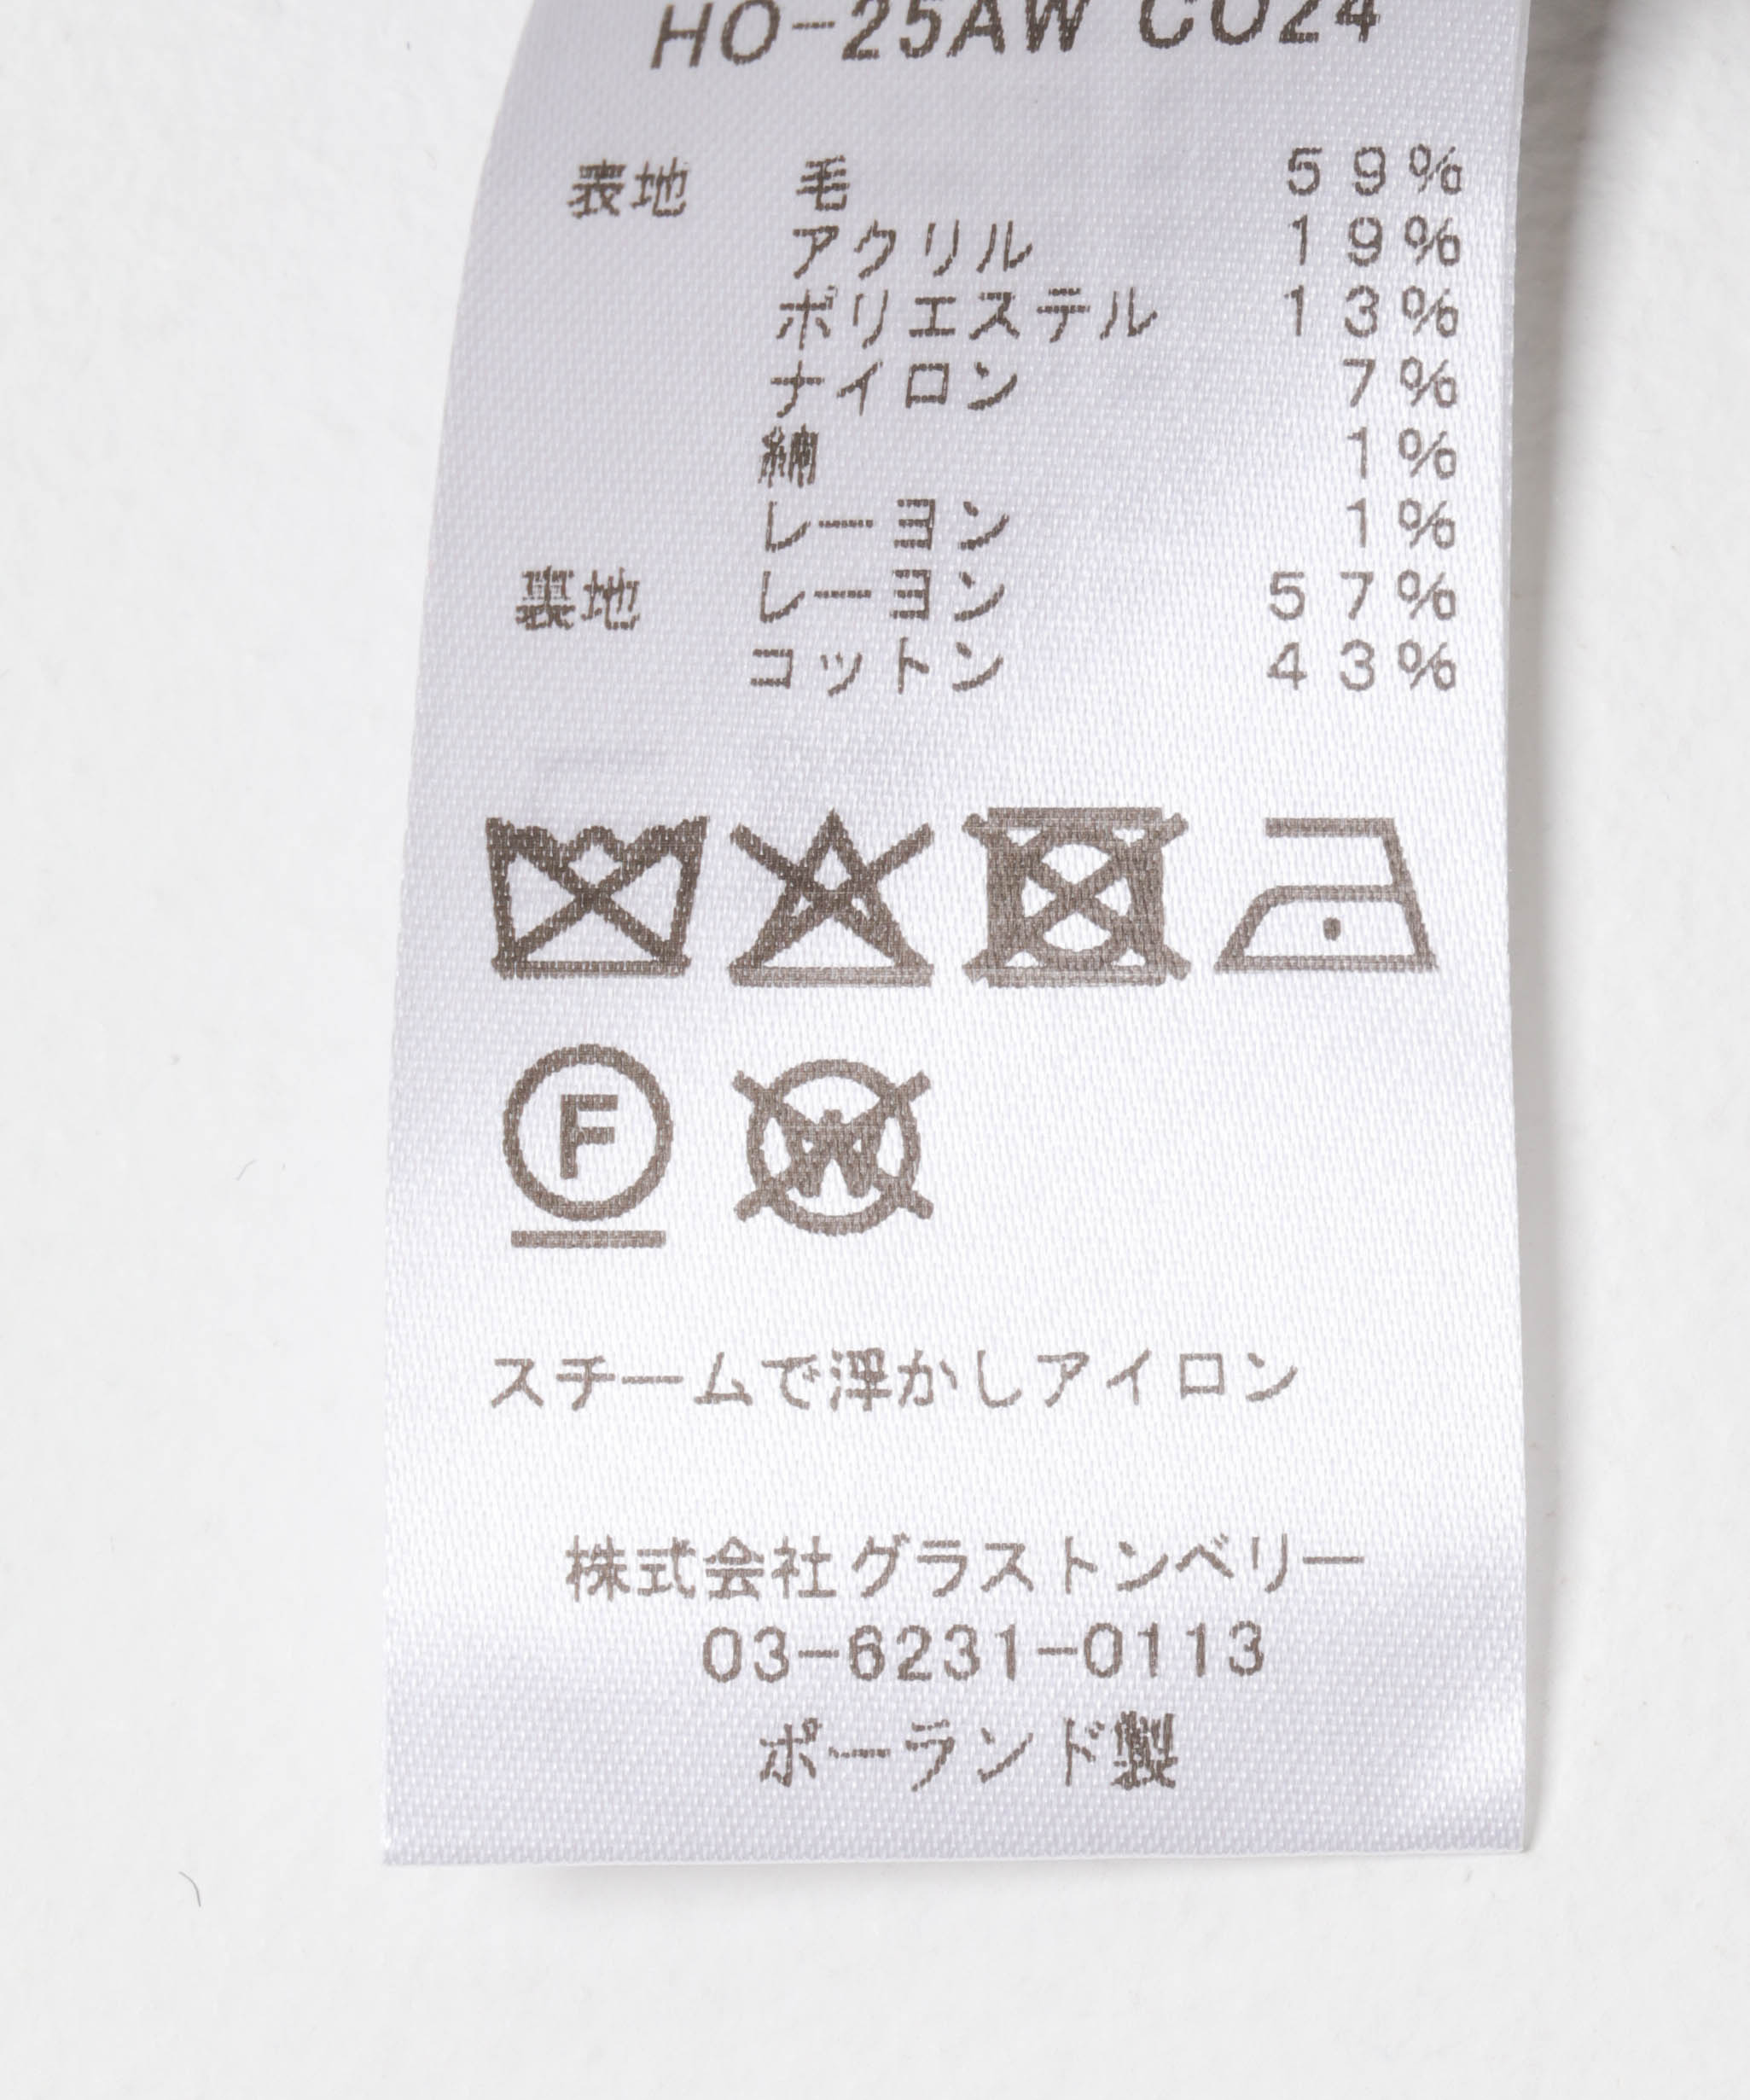 HO-25AW CO24
表地 毛 59%
アクリル 19%
ポリエステル 13%
ナイロン 7%
綿 1%
レーヨン 1%
裏地 レーヨン 57%
コットン 43%
F W
スチームで浮かしアイロン
株式会社グラストンベリー
03-6231-0113
ポーランド製